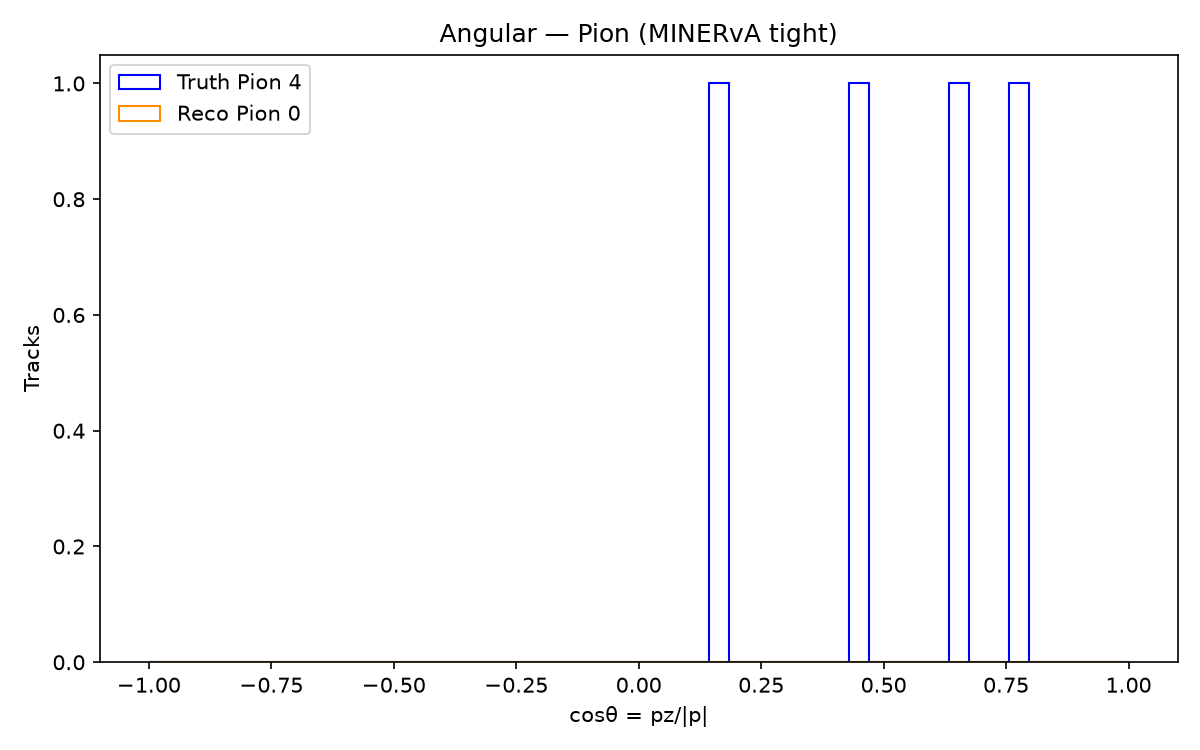 Angular — Pion (MINERvA tight)
Truth Pion 4
Reco Pion 0
1.0
0.8
0.6
0.4
0.2
0.0
Tracks
−1.00 −0.75 −0.50 −0.25 0.00 0.25 0.50 0.75 1.00
cosθ = pz/|p|